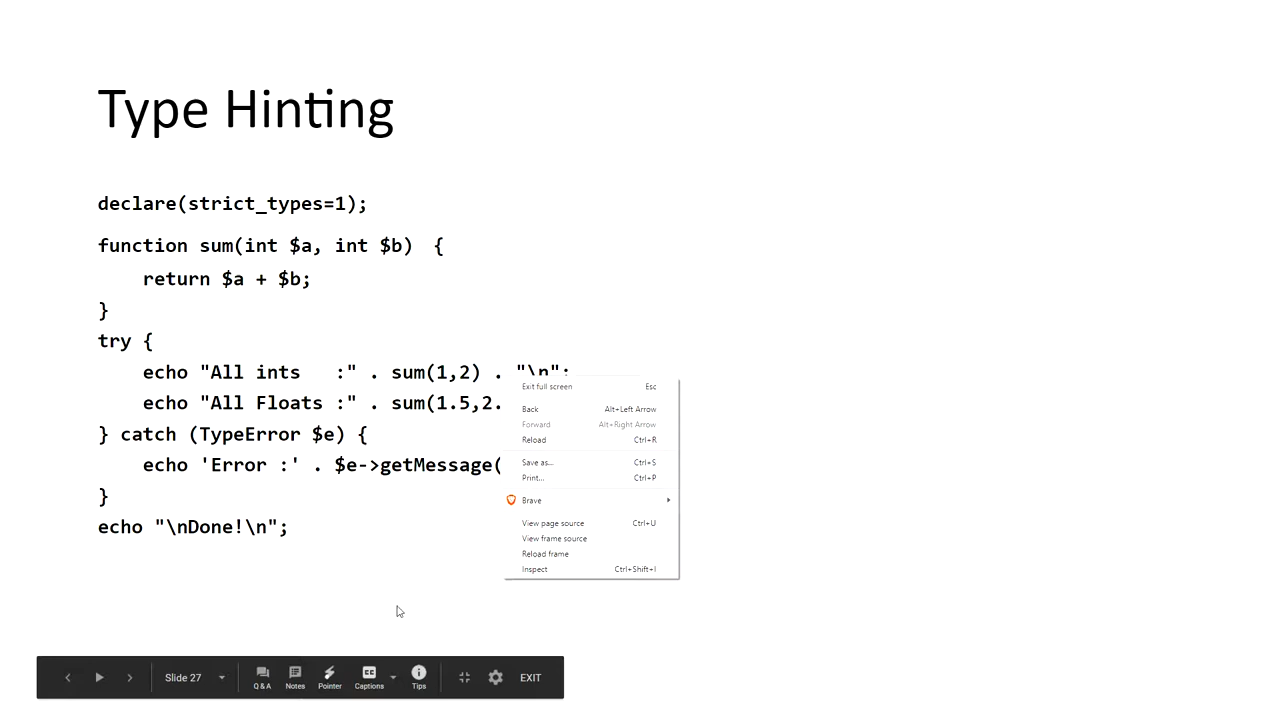 Type Hinting
declare(strict_types=1);
function sum(int $a, int $b)  {
    return $a + $b;
}
try {
    echo "All ints   :" . sum(1,2) . "\n";
    echo "All Floats :" . sum(1.5,2.
} catch (TypeError $e) {
    echo 'Error :' . $e->getMessage(
}
echo "\nDone!\n";
Exit full screen Esc
Back Alt+Left Arrow
Forward Alt+Right Arrow
Reload Ctrl+R
Save as... Ctrl+S
Print... Ctrl+P
Brave
View page source Ctrl+U
View frame source
Reload frame
Inspect Ctrl+Shift+I
Slide 27
Q & A
Notes
Pointer
CC
Captions
Tips
EXIT